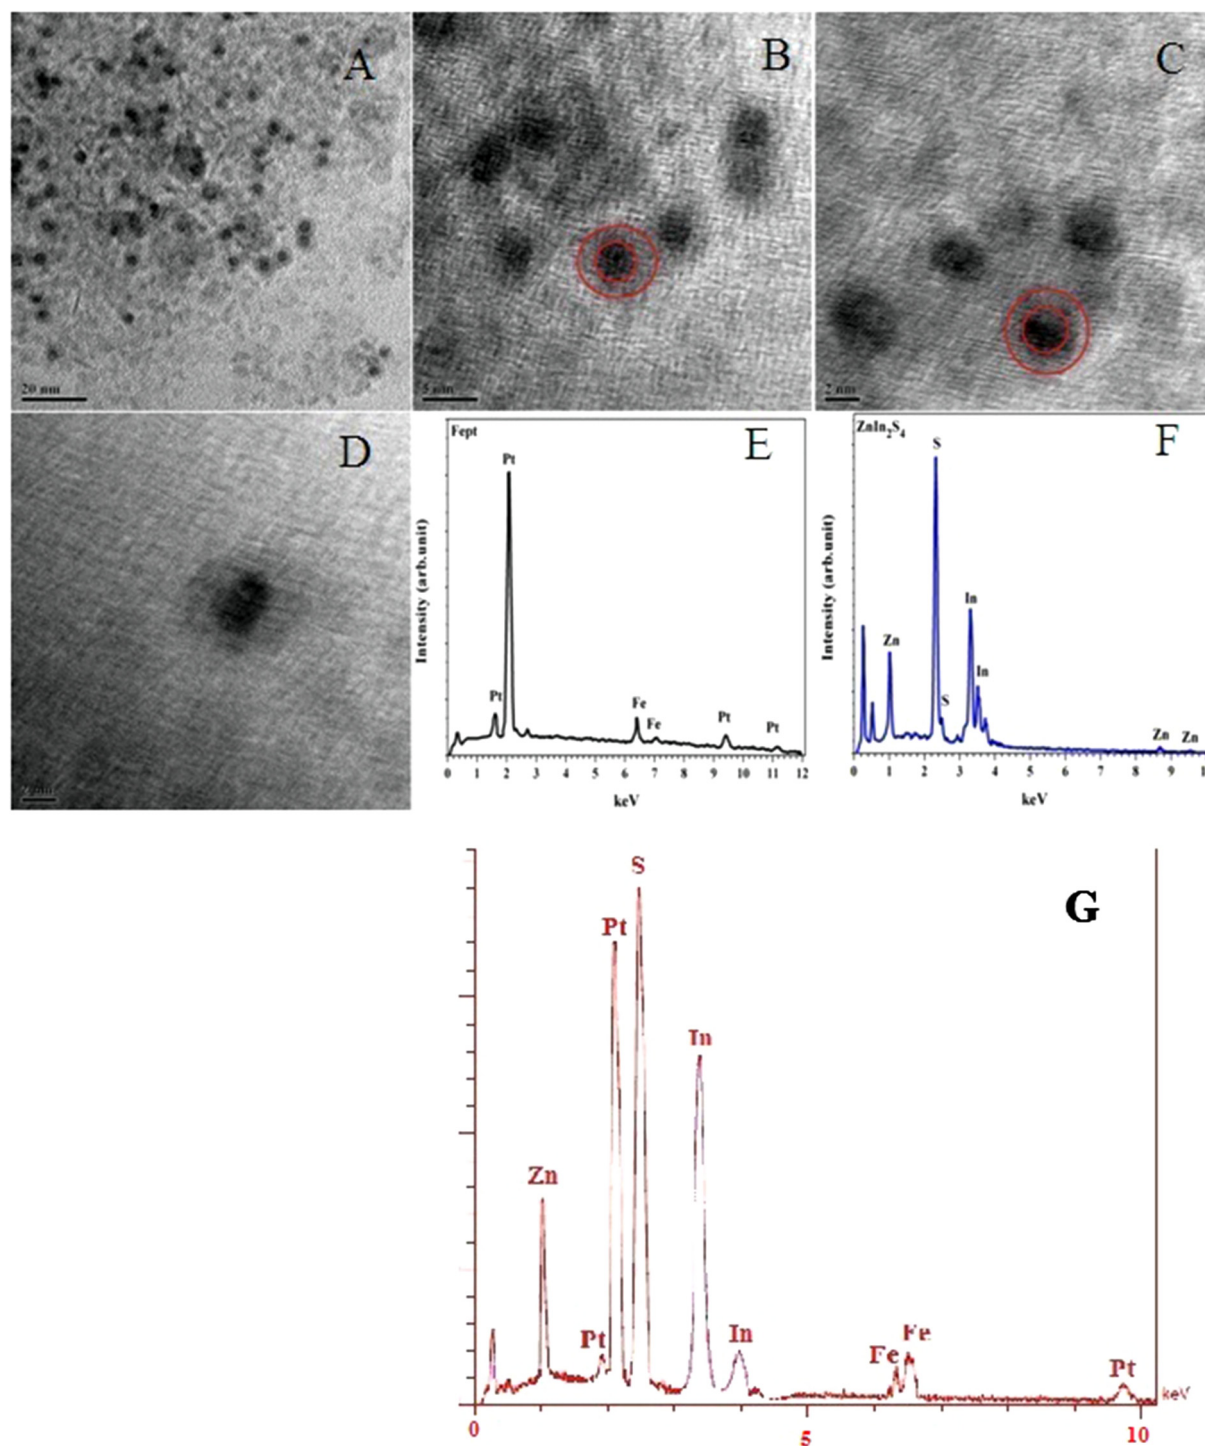 A
B
C
20 nm
5 nm
2 nm
D
E
F
Fept
Pt
Pt
Fe
Fe
Pt
Pt
Intensity (arb.unit)
0 1 2 3 4 5 6 7 8 9 10 11 12
keV
ZnIn2S4
S
In
Zn
In
S
Zn
Zn
Intensity (arb.unit)
0 1 2 3 4 5 6 7 8 9
keV
G
S
Pt
In
Zn
Pt
In
Fe
Fe
Pt
keV
0
5
10